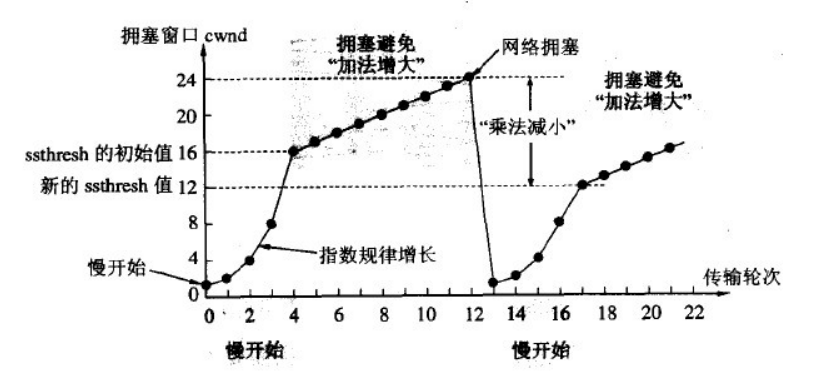 拥塞窗口 cwnd
拥塞避免
“加法增大”
网络拥塞
拥塞避免
“加法增大”
24
20
“乘法减小”
ssthresh 的初始值 16
新的 ssthresh 值 12
8
4
指数规律增长
慢开始
0
传输轮次
0 2 4 6 8 10 12 14 16 18 20 22
慢开始
慢开始